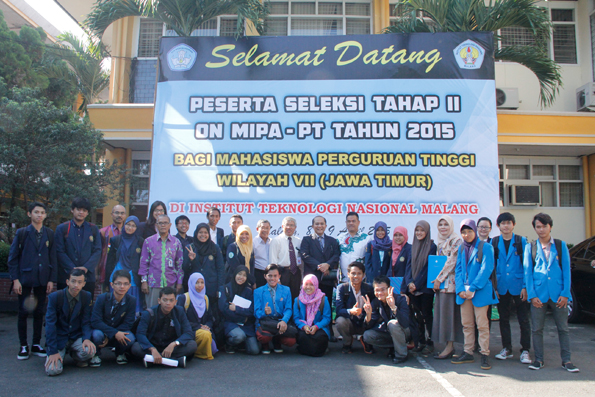 Selamat Datang
PESERTA SELEKSI TAHAP II
ON MIPA - PT TAHUN 2015
BAGI MAHASISWA PERGURUAN TINGGI
WILAYAH VII (JAWA TIMUR)
DI INSTITUT TEKNOLOGI NASIONAL MALANG